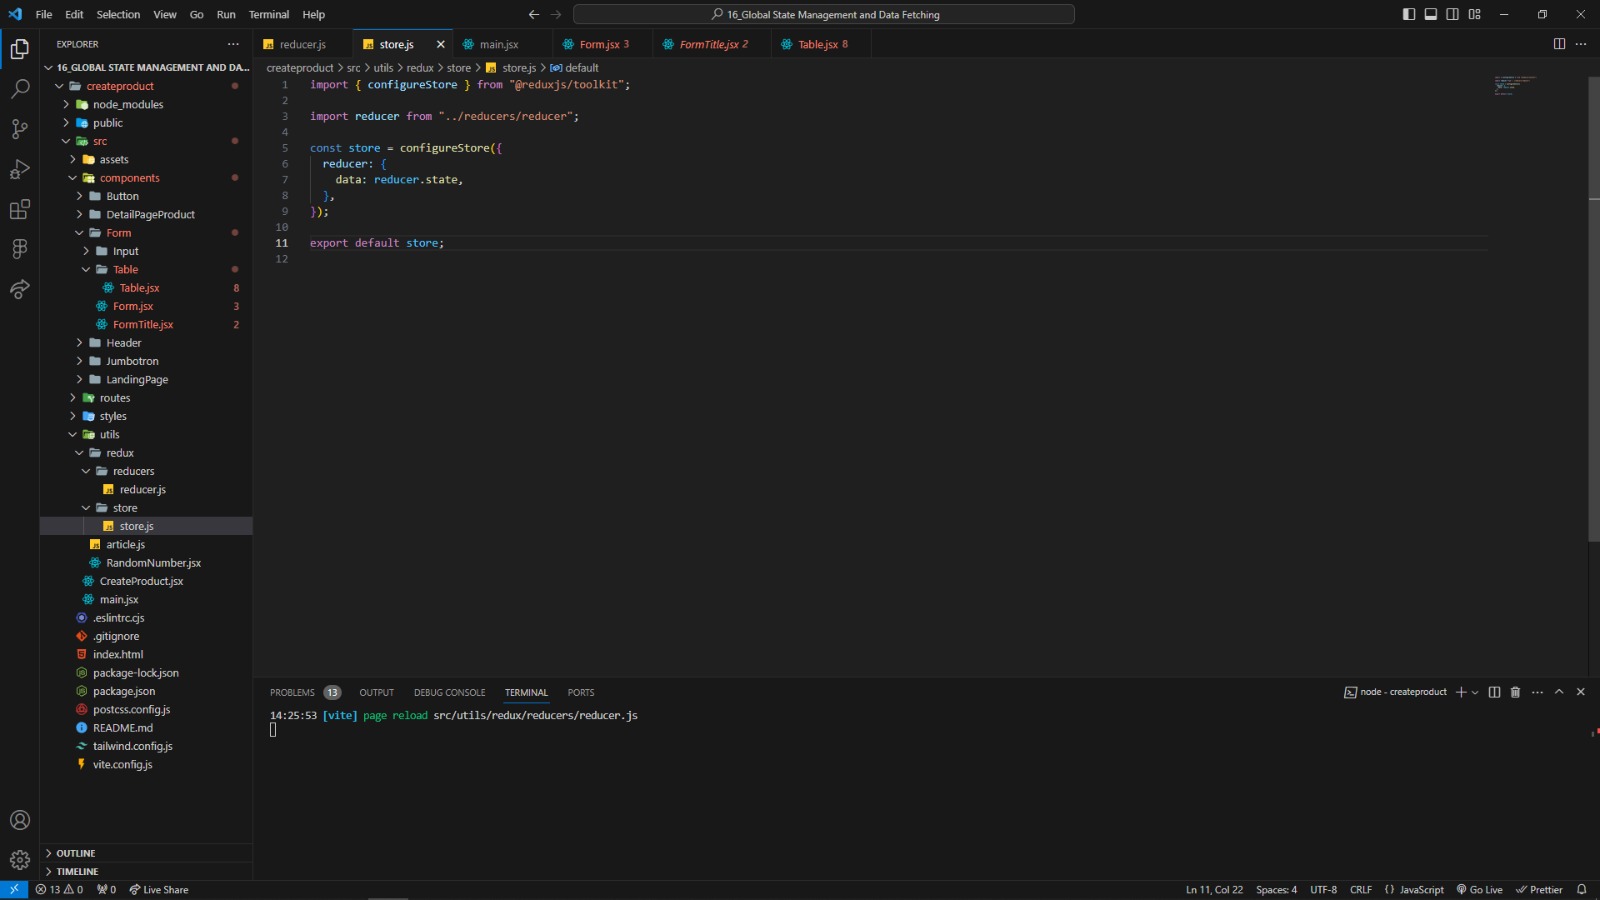 File Edit Selection View Go Run Terminal Help
16_Global State Management and Data Fetching
EXPLORER
16_GLOBAL STATE MANAGEMENT AND DA...
createproduct
node_modules
public
src
assets
components
Button
DetailPageProduct
Form
Input
Table
Table.jsx 8
Form.jsx 3
FormTitle.jsx 2
Header
Jumbotron
LandingPage
routes
styles
utils
redux
reducers
reducer.js
store
store.js
article.js
RandomNumber.jsx
CreateProduct.jsx
main.jsx
.eslintrc.cjs
.gitignore
index.html
package-lock.json
package.json
postcss.config.js
README.md
tailwind.config.js
vite.config.js
OUTLINE
TIMELINE
reducer.js store.js main.jsx Form.jsx 3 FormTitle.jsx 2 Table.jsx 8
createproduct > src > utils > redux > store > store.js > default
1 import { configureStore } from "@reduxjs/toolkit";
2
3 import reducer from "../reducers/reducer";
4
5 const store = configureStore({
6 reducer: {
7 data: reducer.state,
8 },
9 });
10
11 export default store;
12
PROBLEMS 13 OUTPUT DEBUG CONSOLE TERMINAL PORTS
node - createproduct
14:25:53 [vite] page reload src/utils/redux/reducers/reducer.js
13 0 0 Live Share
Ln 11, Col 22 Spaces: 4 UTF-8 CRLF { } JavaScript Go Live Prettier